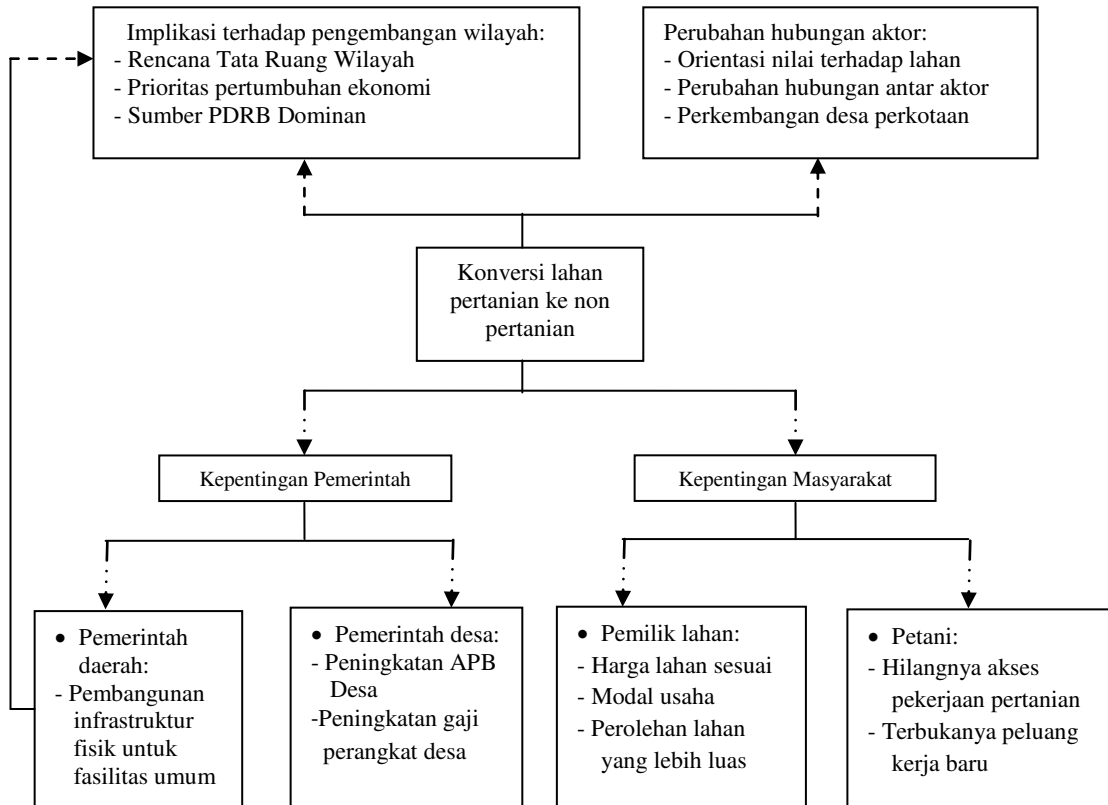 Implikasi terhadap pengembangan wilayah:
- Rencana Tata Ruang Wilayah
- Prioritas pertumbuhan ekonomi
- Sumber PDRB Dominan
Perubahan hubungan aktor:
- Orientasi nilai terhadap lahan
- Perubahan hubungan antar aktor
- Perkembangan desa perkotaan
Konversi lahan
pertanian ke non
pertanian
Kepentingan Pemerintah
Kepentingan Masyarakat
• Pemerintah
daerah:
- Pembangunan
infrastruktur
fisik untuk
fasilitas umum
• Pemerintah desa:
- Peningkatan APB
Desa
-Peningkatan gaji
perangkat desa
• Pemilik lahan:
- Harga lahan sesuai
- Modal usaha
- Perolehan lahan
yang lebih luas
• Petani:
- Hilangnya akses
pekerjaan pertanian
- Terbukanya peluang
kerja baru